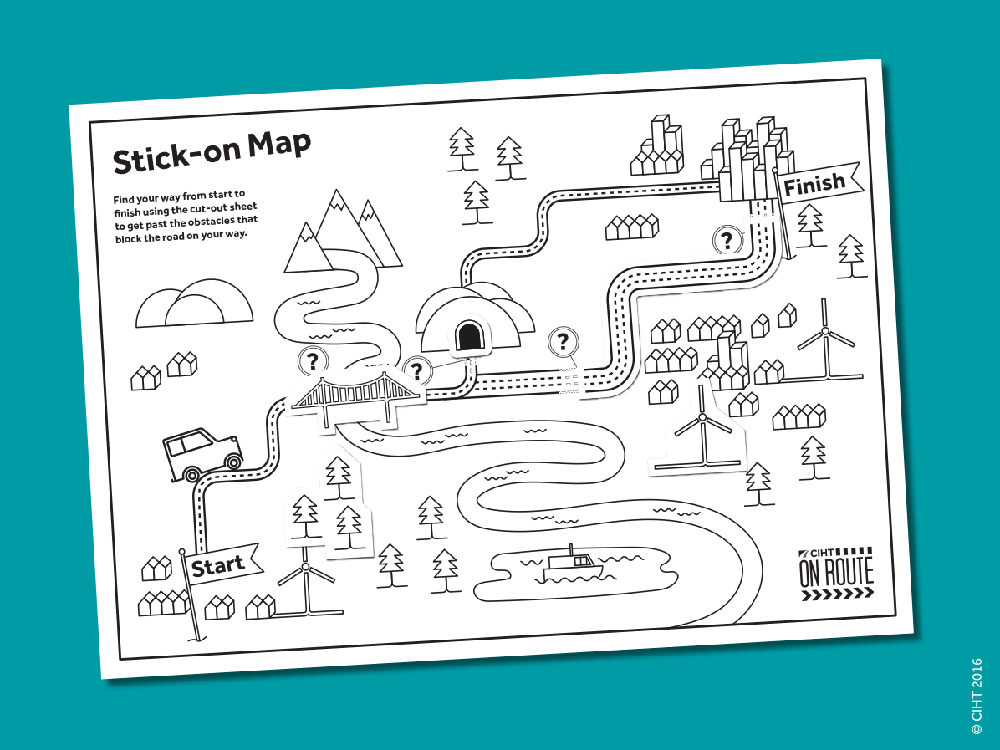 Stick-on Map
Find your way from start to
finish using the cut-out sheet
to get past the obstacles that
block the road on your way.
Finish
?
?
?
?
Start
CIHT
ON ROUTE
© CIHT 2016